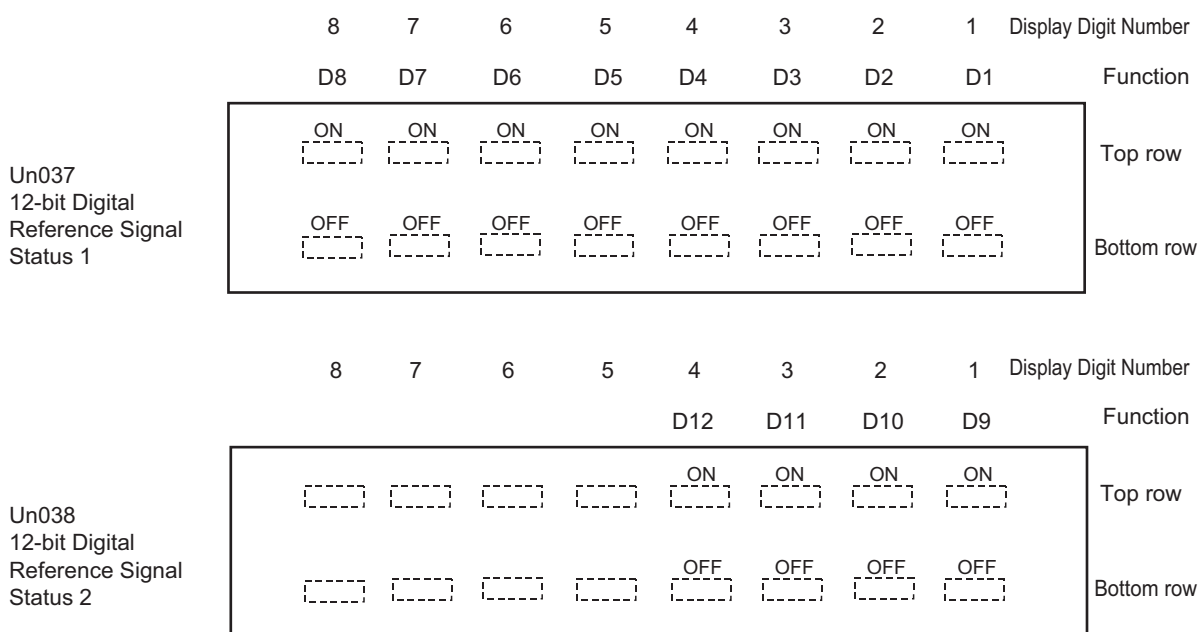 8 7 6 5 4 3 2 1 Display Digit Number
D8 D7 D6 D5 D4 D3 D2 D1 Function
ON ON ON ON ON ON ON ON
Top row
Un037
12-bit Digital
Reference Signal
Status 1
OFF OFF OFF OFF OFF OFF OFF OFF
Bottom row
8 7 6 5 4 3 2 1 Display Digit Number
D12 D11 D10 D9 Function
ON ON ON ON
Top row
Un038
12-bit Digital
Reference Signal
Status 2
OFF OFF OFF OFF
Bottom row